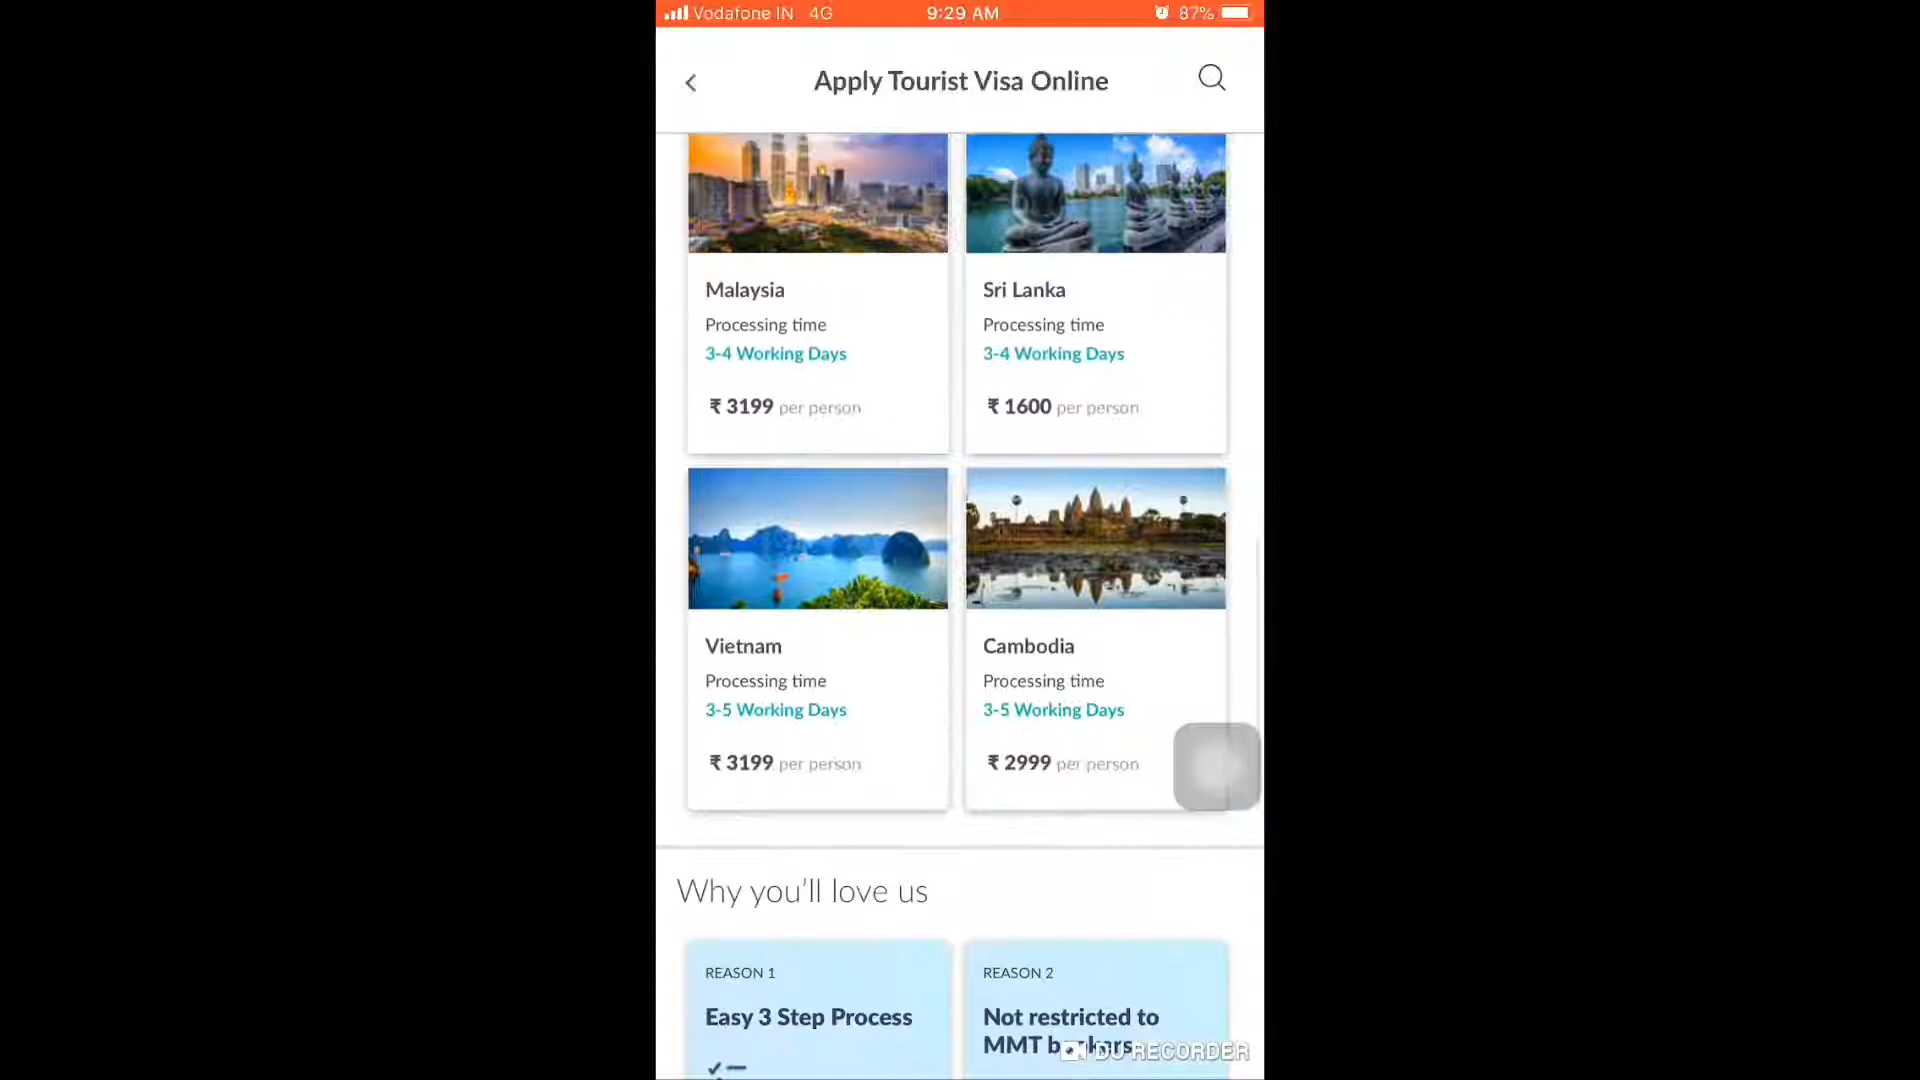 Vodafone IN 4G 9:29 AM 87%
Apply Tourist Visa Online
Malaysia
Processing time
3-4 Working Days
₹ 3199 per person
Sri Lanka
Processing time
3-4 Working Days
₹ 1600 per person
Vietnam
Processing time
3-5 Working Days
₹ 3199 per person
Cambodia
Processing time
3-5 Working Days
₹ 2999 per person
Why you'll love us
REASON 1
Easy 3 Step Process
REASON 2
Not restricted to
MMT bookers
DU RECORDER